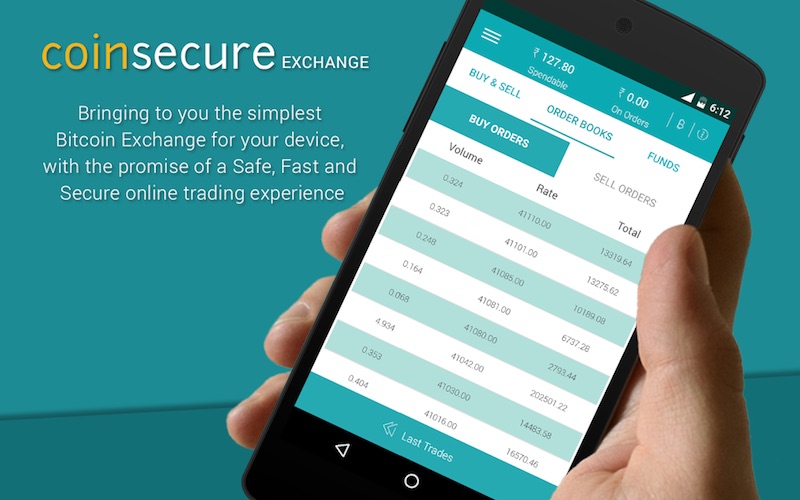 coinsecure EXCHANGE
Bringing to you the simplest
Bitcoin Exchange for your device,
with the promise of a Safe, Fast and
Secure online trading experience
6:12
₹ 127.80
Spendable
₹ 0.00
On Orders
BUY & SELL
ORDER BOOKS
FUNDS
BUY ORDERS
SELL ORDERS
Volume Rate Total
0.324 41110.00 13319.64
0.323 41101.00 13275.62
0.248 41085.00 10189.08
0.164 41081.00 6737.28
0.068 41080.00 2793.44
4.934 41042.00 202501.22
0.353 41030.00 14483.58
0.404 41016.00 16570.46
Last Trades